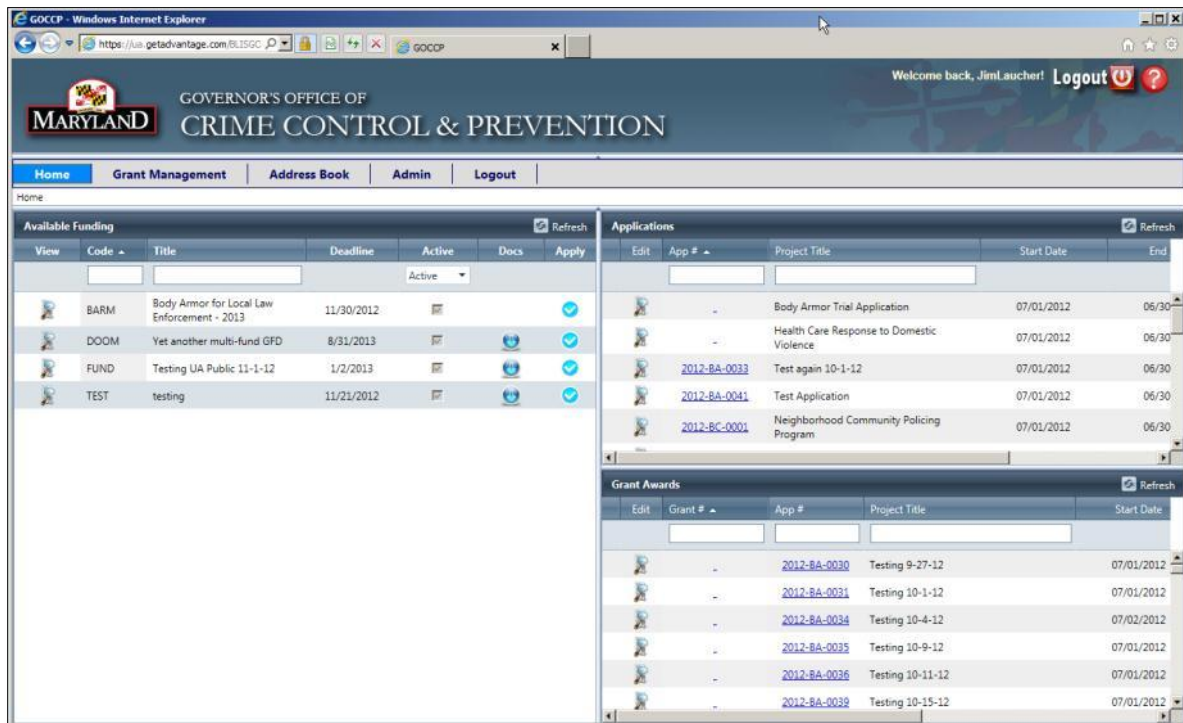 GOCCP - Windows Internet Explorer
https://ua.getadvantage.com/BLISGC
GOCCP
Welcome back, JimLaucher! Logout
MARYLAND
GOVERNOR'S OFFICE OF
CRIME CONTROL & PREVENTION
Home Grant Management Address Book Admin Logout
Home
Available Funding Refresh
View Code Title Deadline Active Docs Apply
Active
BARM Body Armor for Local Law 11/30/2012
Enforcement - 2013
DOOM Yet another multi-fund GFD 8/31/2013
FUND Testing UA Public 11-1-12 1/2/2013
TEST testing 11/21/2012
Applications Refresh
Edit App # Project Title Start Date End
- Body Armor Trial Application 07/01/2012 06/30
- Health Care Response to Domestic 07/01/2012 06/30
Violence
2012-BA-0033 Test again 10-1-12 07/01/2012 06/30
2012-BA-0041 Test Application 07/01/2012 06/30
2012-BC-0001 Neighborhood Community Policing 07/01/2012 06/30
Program
Grant Awards Refresh
Edit Grant # App # Project Title Start Date
- 2012-BA-0030 Testing 9-27-12 07/01/2012
- 2012-BA-0031 Testing 10-1-12 07/01/2012
- 2012-BA-0034 Testing 10-4-12 07/02/2012
- 2012-BA-0035 Testing 10-9-12 07/01/2012
- 2012-BA-0036 Testing 10-11-12 07/01/2012
- 2012-BA-0039 Testing 10-15-12 07/01/2012